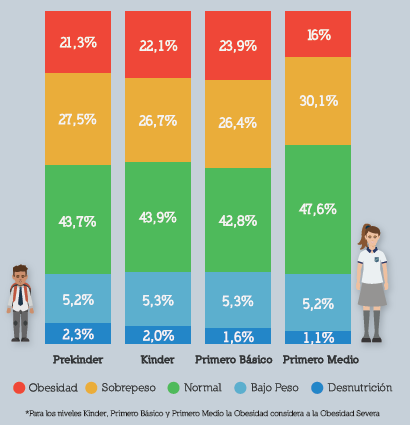 21,3% 22,1% 23,9% 16%
27,5% 26,7% 26,4% 30,1%
43,7% 43,9% 42,8% 47,6%
5,2% 5,3% 5,3% 5,2%
2,3% 2,0% 1,6% 1,1%
Prekinder Kinder Primero Básico Primero Medio
Obesidad Sobrepeso Normal Bajo Peso Desnutrición
*Para los niveles Kinder, Primero Básico y Primero Medio la Obesidad considera a la Obesidad Severa